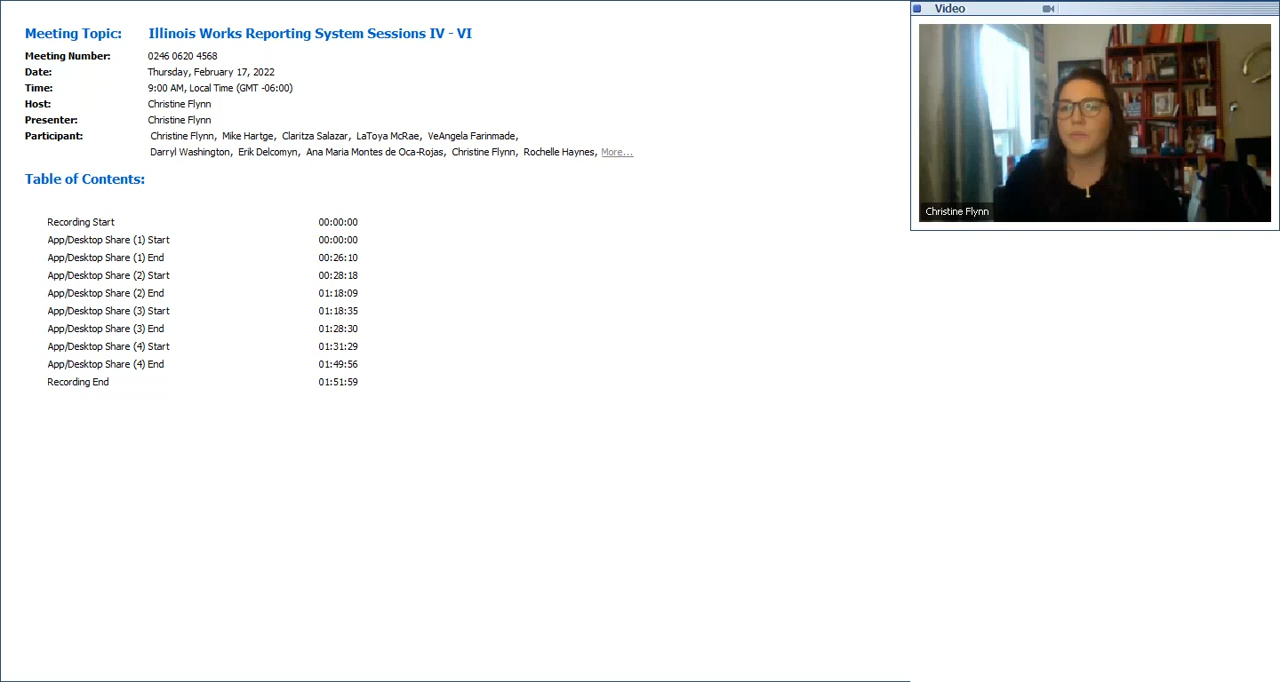 Meeting Topic: Illinois Works Reporting System Sessions IV - VI
Meeting Number: 0246 0620 4568
Date: Thursday, February 17, 2022
Time: 9:00 AM, Local Time (GMT -06:00)
Host: Christine Flynn
Presenter: Christine Flynn
Participant: Christine Flynn, Mike Hartge, Claritza Salazar, LaToya McRae, VeAngela Farinmade,
Darryl Washington, Erik Delcomyn, Ana Maria Montes de Oca-Rojas, Christine Flynn, Rochelle Haynes, More...
Table of Contents:
Recording Start 00:00:00
App/Desktop Share (1) Start 00:00:00
App/Desktop Share (1) End 00:26:10
App/Desktop Share (2) Start 00:28:18
App/Desktop Share (2) End 01:18:09
App/Desktop Share (3) Start 01:18:35
App/Desktop Share (3) End 01:28:30
App/Desktop Share (4) Start 01:31:29
App/Desktop Share (4) End 01:49:56
Recording End 01:51:59
Video
Christine Flynn